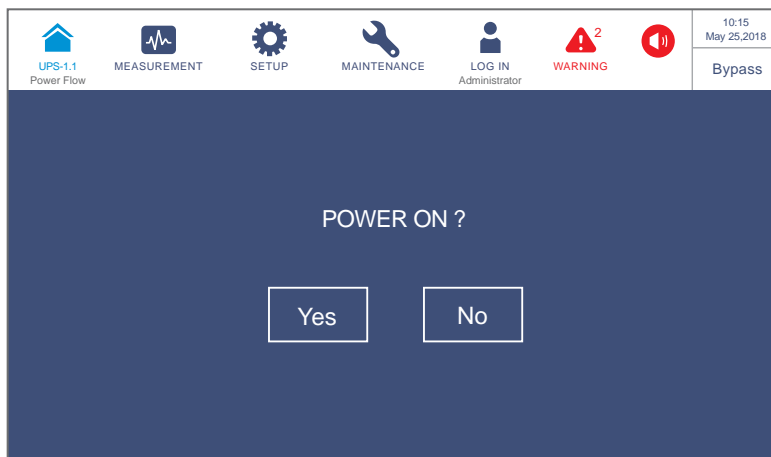 UPS-1.1
Power Flow
MEASUREMENT
SETUP
MAINTENANCE
LOG IN
Administrator
2
WARNING
10:15
May 25,2018
Bypass
POWER ON ?
Yes
No